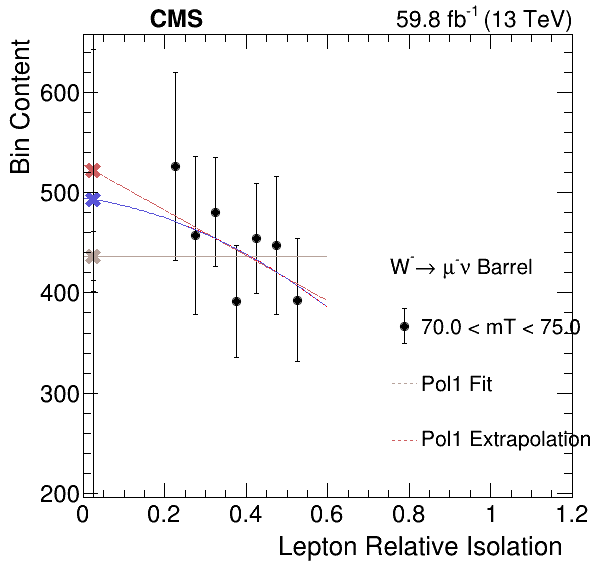 CMS 59.8 fb⁻¹ (13 TeV)
Bin Content
600
500
400
300
200
W⁻→ μ⁻ν Barrel
70.0 < mT < 75.0
Pol1 Fit
Pol1 Extrapolation
0 0.2 0.4 0.6 0.8 1 1.2
Lepton Relative Isolation